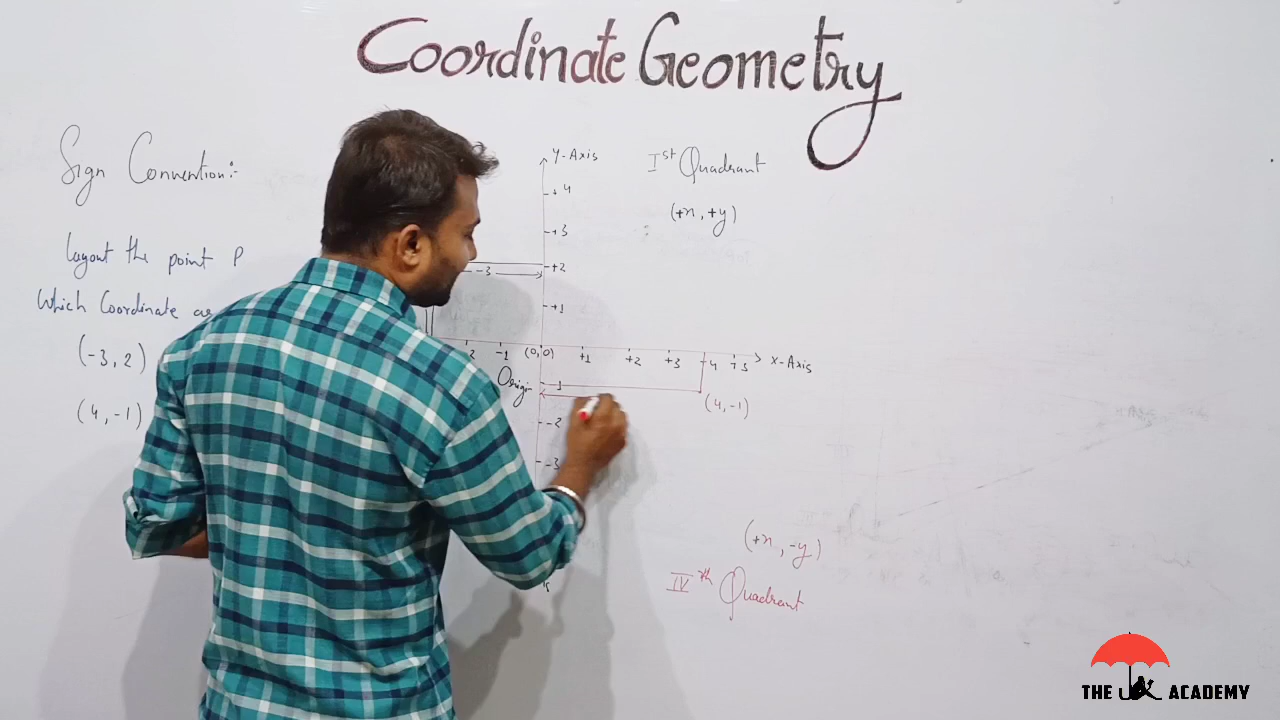 Coordinate Geometry
Sign Convention:-
Layout the point P
Which Coordinate as
(-3, 2)
(4, -1)
Y-Axis
+4
+3
+2
+1
-3
2
-1
(0,0)
+1
+2
+3
4
+5
X-Axis
Origin
-1
-2
-3
(4,-1)
Ist Quadrant
(+x, +y)
(+x, -y)
IVth Quadrant
THE ACADEMY